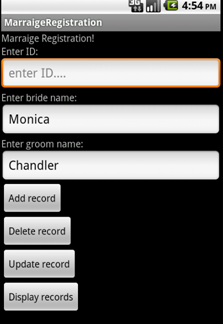 3G
4:54 PM
MarraigeRegistration
Marraige Registration!
Enter ID:
enter ID....
Enter bride name:
Monica
Enter groom name:
Chandler
Add record
Delete record
Update record
Display records